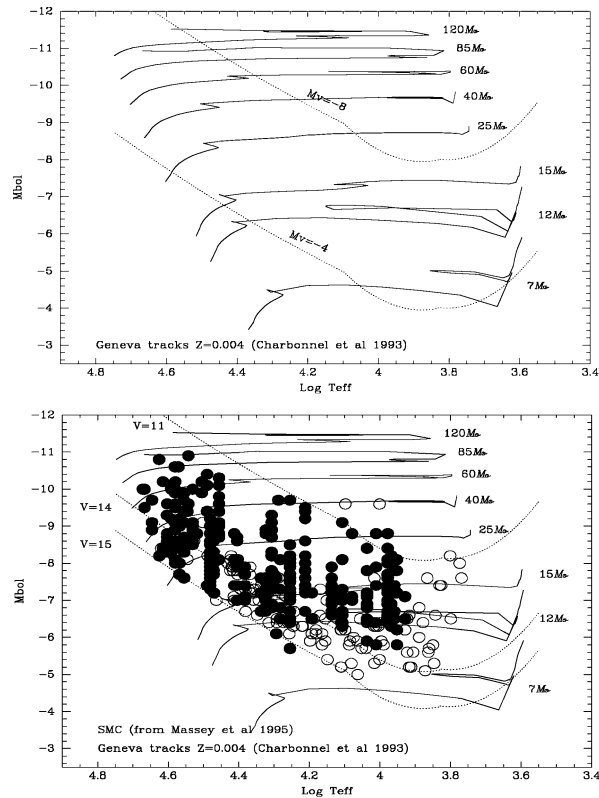 -12
-11
-10
-9
-8
-7
-6
-5
-4
-3
Mbol
120M⊙
85M⊙
60M⊙
40M⊙
25M⊙
15M⊙
12M⊙
7M⊙
Mv=-8
Mv=-4
Geneva tracks Z=0.004 (Charbonnel et al 1993)
4.8 4.6 4.4 4.2 4 3.8 3.6 3.4
Log Teff
-12
-11
-10
-9
-8
-7
-6
-5
-4
-3
Mbol
V=11
V=14
V=15
120M⊙
85M⊙
60M⊙
40M⊙
25M⊙
15M⊙
12M⊙
7M⊙
SMC (from Massey et al 1995)
Geneva tracks Z=0.004 (Charbonnel et al 1993)
4.8 4.6 4.4 4.2 4 3.8 3.6 3.4
Log Teff